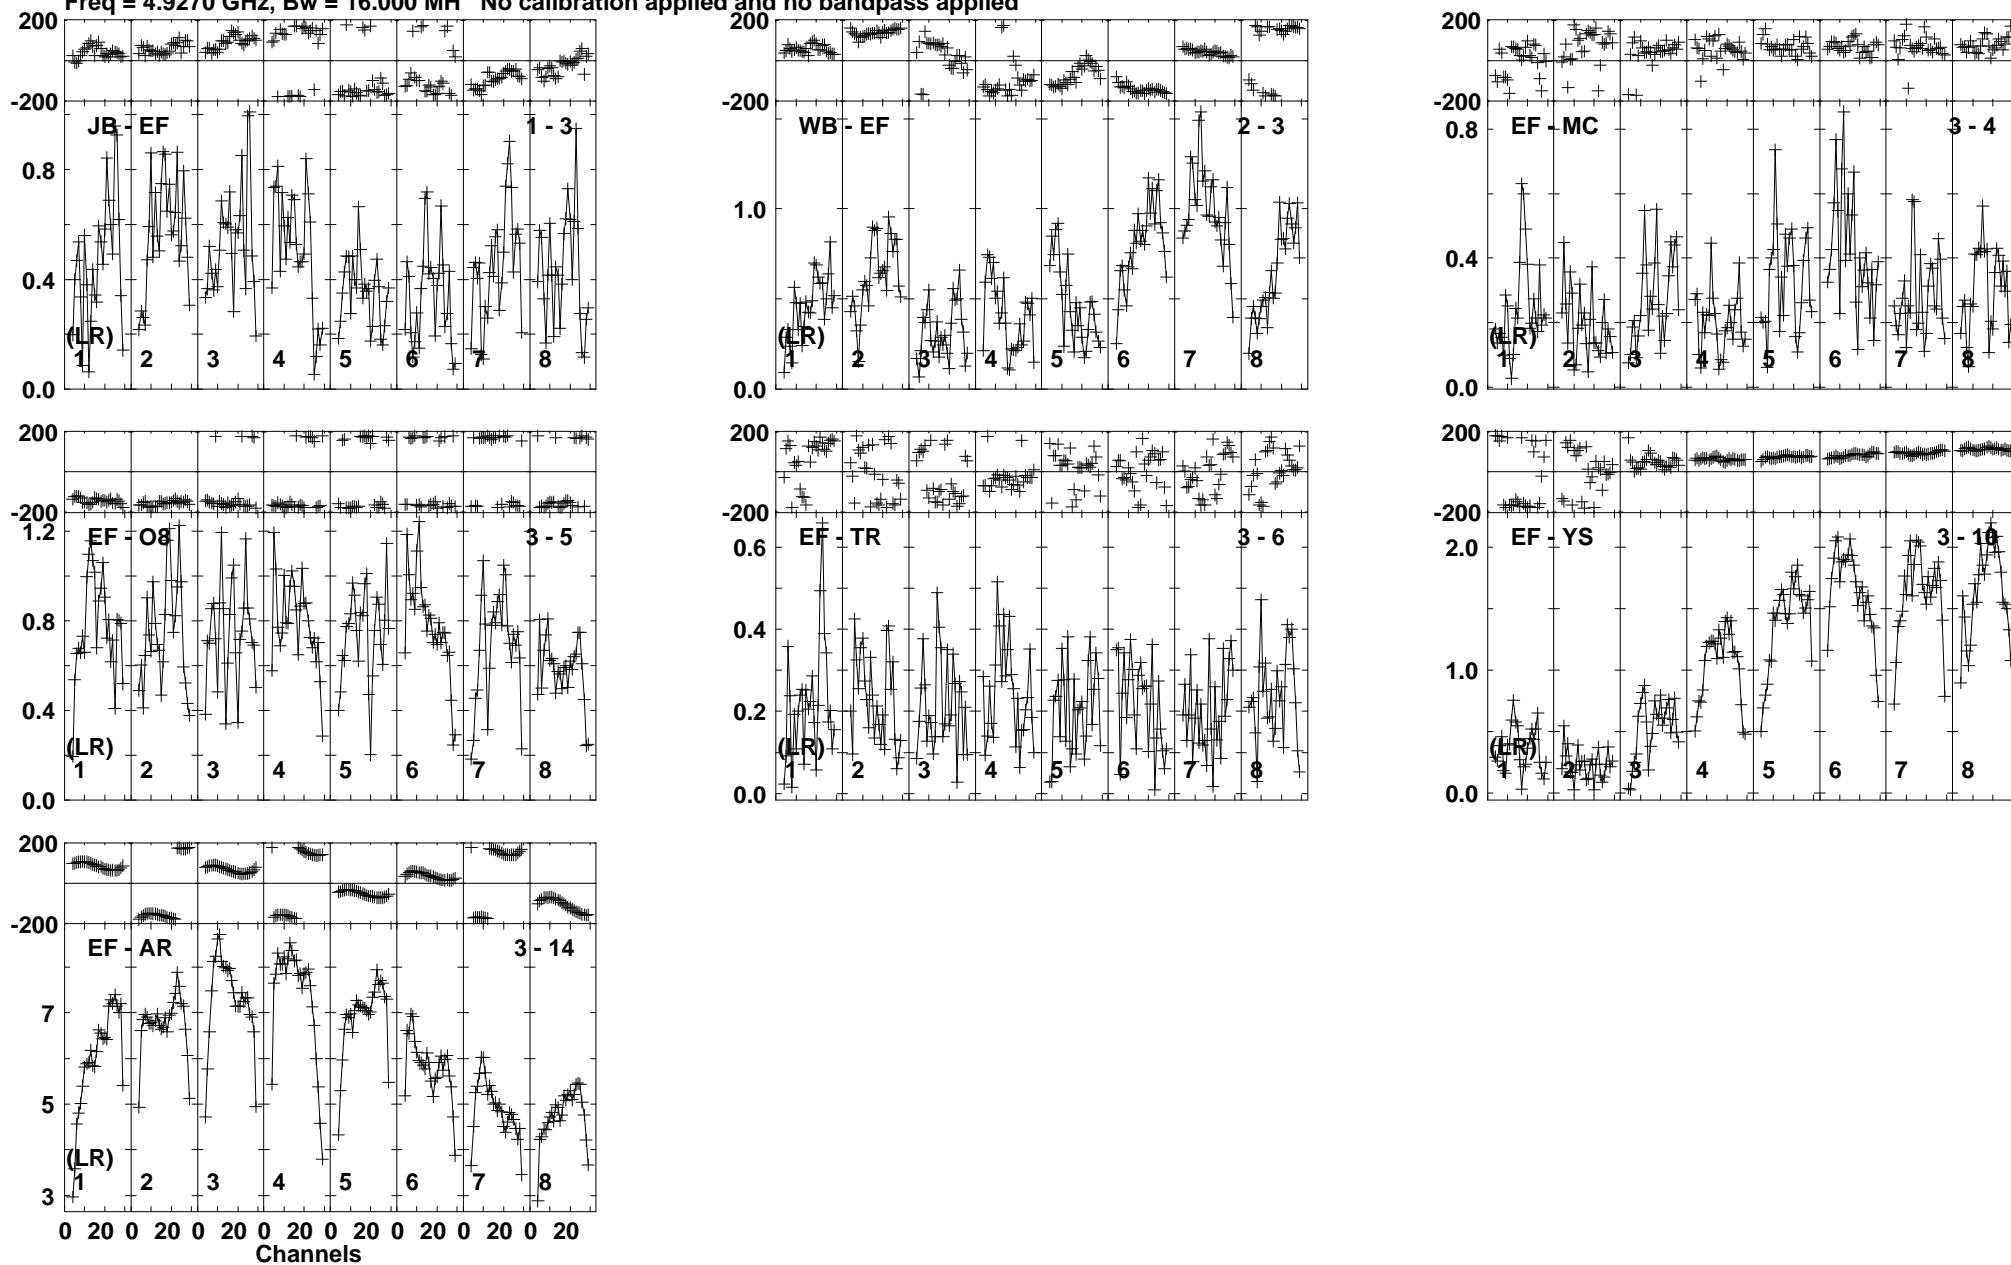 Freq = 4.9270 GHz, Bw = 16.000 MH No calibration applied and no bandpass applied
200
-200
JB - EF
1 - 3
0.8
0.4
0.0
(LR)
1 2 3 4 5 6 7 8
200
-200
WB - EF
2 - 3
1.0
0.0
(LR)
1 2 3 4 5 6 7 8
200
-200
EF - MC
3 - 4
0.8
0.4
0.0
(LR)
1 2 3 4 5 6 7 8
200
-200
EF - O8
3 - 5
1.2
0.8
0.4
0.0
(LR)
1 2 3 4 5 6 7 8
200
-200
EF - TR
3 - 6
0.6
0.4
0.2
0.0
(LR)
1 2 3 4 5 6 7 8
200
-200
EF - YS
3 - 10
2.0
1.0
0.0
(LR)
1 2 3 4 5 6 7 8
200
-200
EF - AR
3 - 14
7
5
3
(LR)
1 2 3 4 5 6 7 8
0 20 0 20 0 20 0 20 0 20 0 20 0 20 0 20
Channels